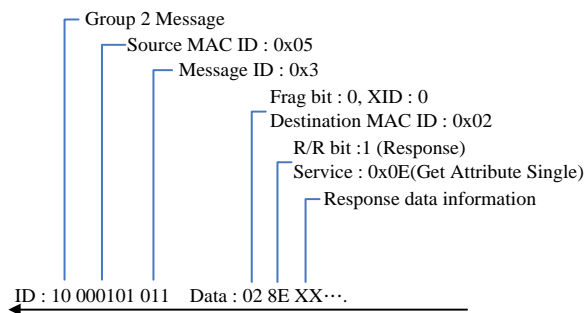 Group 2 Message
Source MAC ID : 0x05
Message ID : 0x3
Frag bit : 0, XID : 0
Destination MAC ID : 0x02
R/R bit :1 (Response)
Service : 0x0E(Get Attribute Single)
Response data information
ID : 10 000101 011 Data : 02 8E XX⋯.